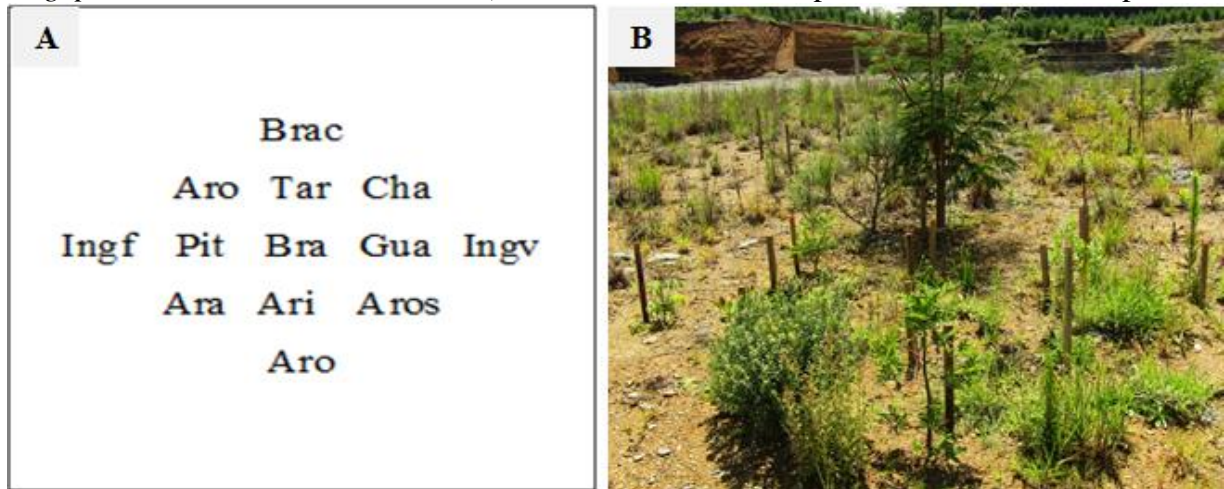 A
B
Brac
Aro Tar Cha
Ingf Pit Bra Gua Ingv
Ara Ari Aros
Aro